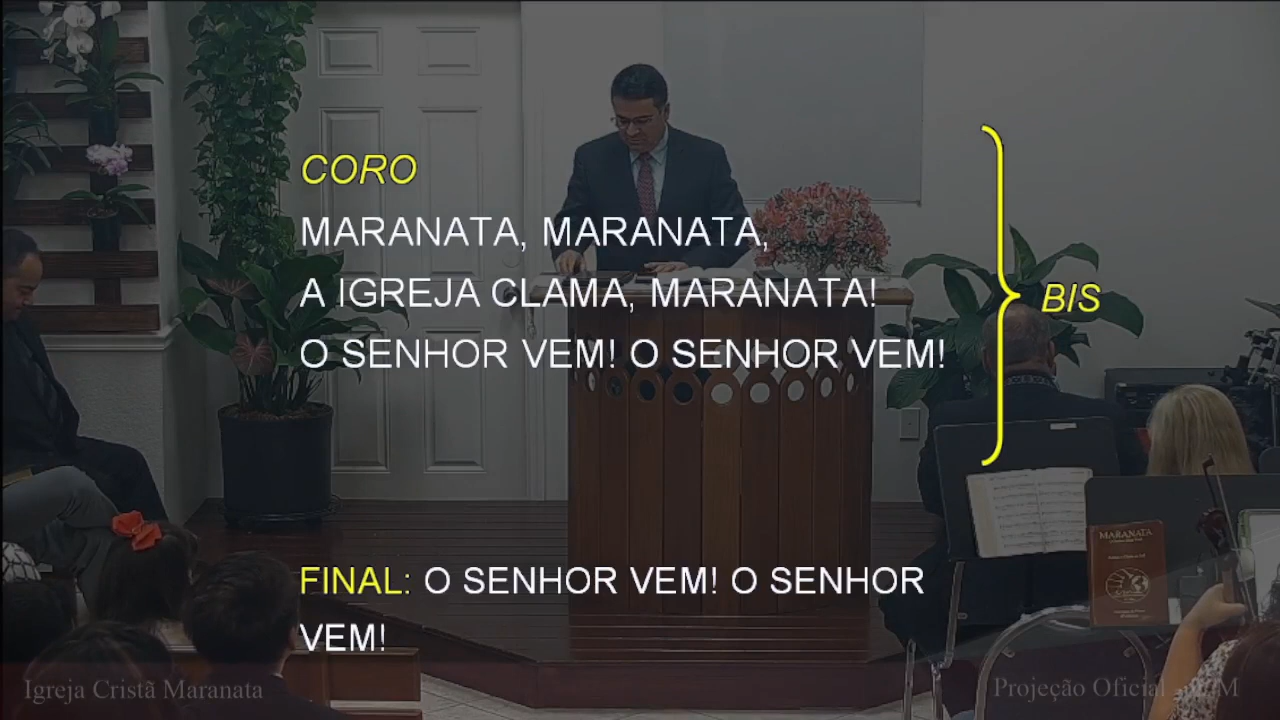 CORO
MARANATA, MARANATA,
A IGREJA CLAMA, MARANATA!
O SENHOR VEM! O SENHOR VEM!
BIS
FINAL: O SENHOR VEM! O SENHOR
VEM!
MARANATA
Igreja Cristã Maranata
Projeção Oficial